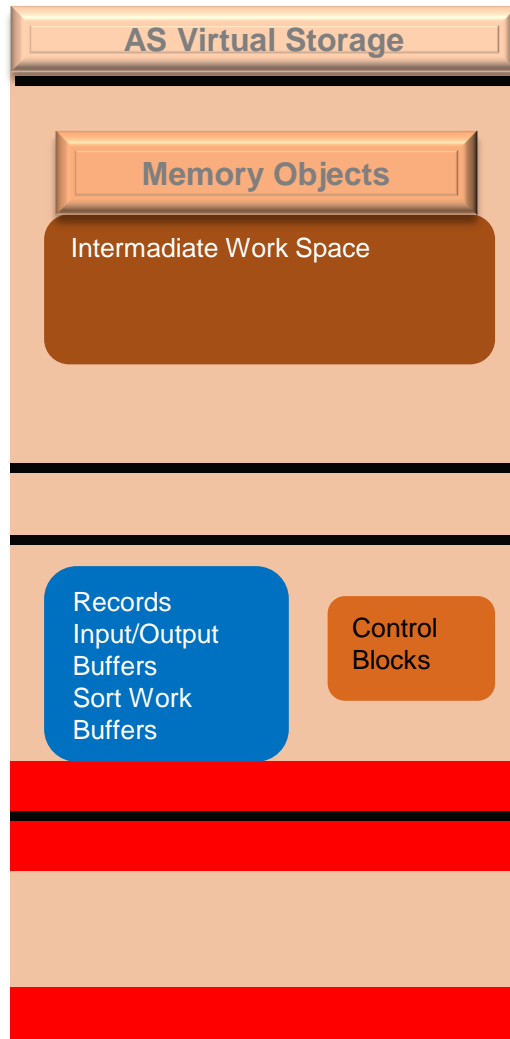 AS Virtual Storage
Memory Objects
Intermadiate Work Space
Records
Input/Output
Buffers
Sort Work
Buffers
Control
Blocks